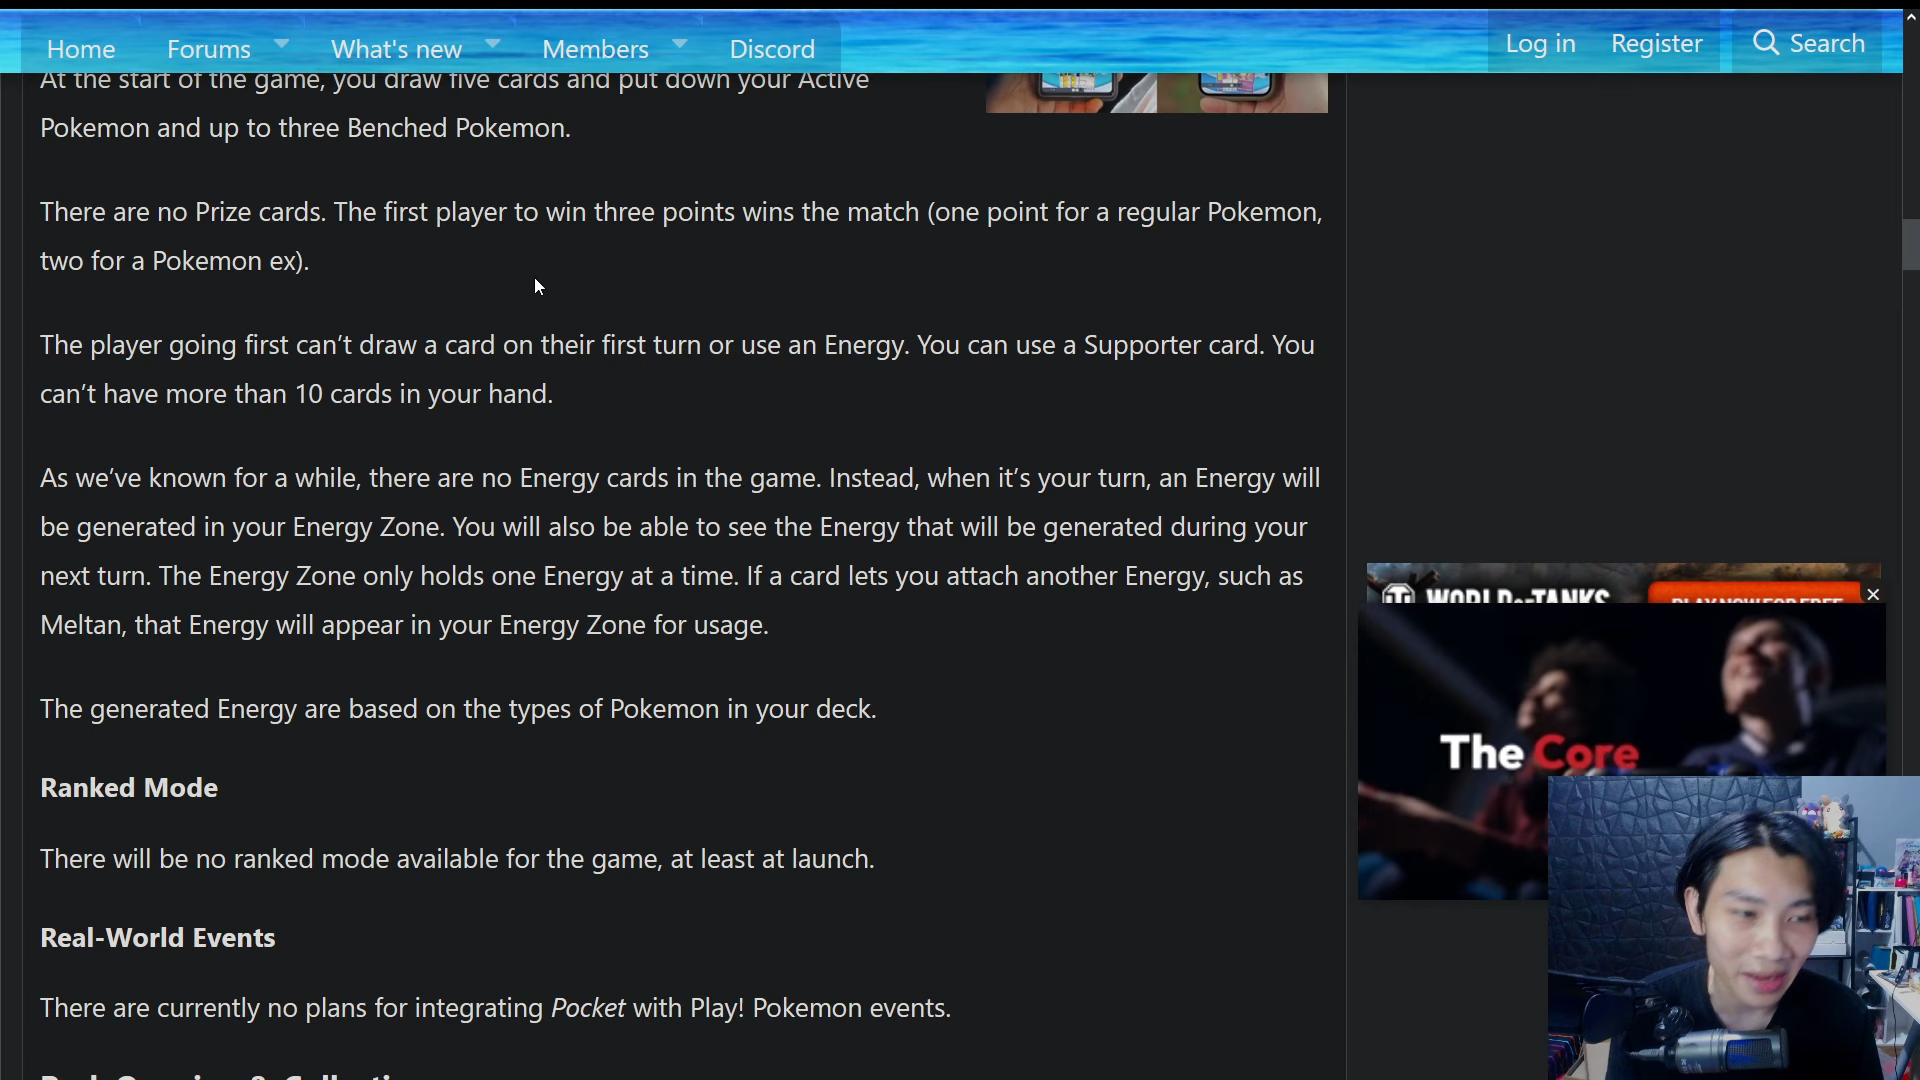 Home Forums What's new Members Discord Log in Register Search
At the start of the game, you draw five cards and put down your Active
Pokemon and up to three Benched Pokemon.
There are no Prize cards. The first player to win three points wins the match (one point for a regular Pokemon,
two for a Pokemon ex).
The player going first can’t draw a card on their first turn or use an Energy. You can use a Supporter card. You
can’t have more than 10 cards in your hand.
As we’ve known for a while, there are no Energy cards in the game. Instead, when it’s your turn, an Energy will
be generated in your Energy Zone. You will also be able to see the Energy that will be generated during your
next turn. The Energy Zone only holds one Energy at a time. If a card lets you attach another Energy, such as
Meltan, that Energy will appear in your Energy Zone for usage.
The generated Energy are based on the types of Pokemon in your deck.
Ranked Mode
There will be no ranked mode available for the game, at least at launch.
Real-World Events
There are currently no plans for integrating Pocket with Play! Pokemon events.
WORLD OF TANKS
PLAY NOW FOR FREE
The Core